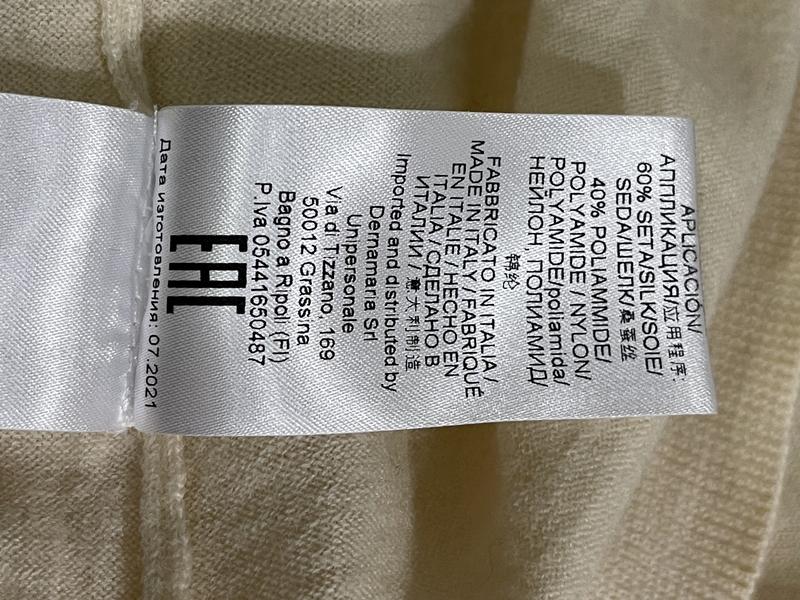 APLICACIÓN/
АППЛИКАЦИЯ/应用程序:
60% SETA/SILK/SOIE/
SEDA/ШЕЛК/桑蚕丝
40% POLIAMMIDE/
POLYAMIDE / NYLON/
POLYAMIDE/poliamida/
НЕЙЛОН, ПОЛИАМИД/
锦纶
FABBRICATO IN ITALIA/
MADE IN ITALY / FABRIQUÉ
EN ITALIE / HECHO EN
ITALIA / СДЕЛАНО В
ИТАЛИИ / 意大利制造
Imported and distributed by
Dernamaria Srl
Unipersonale
Via di Tizzano, 169
50012 Grassina
Bagno a Ripoli (FI)
P.Iva 05441650487
EAC
Дата изготовления: 07.2021